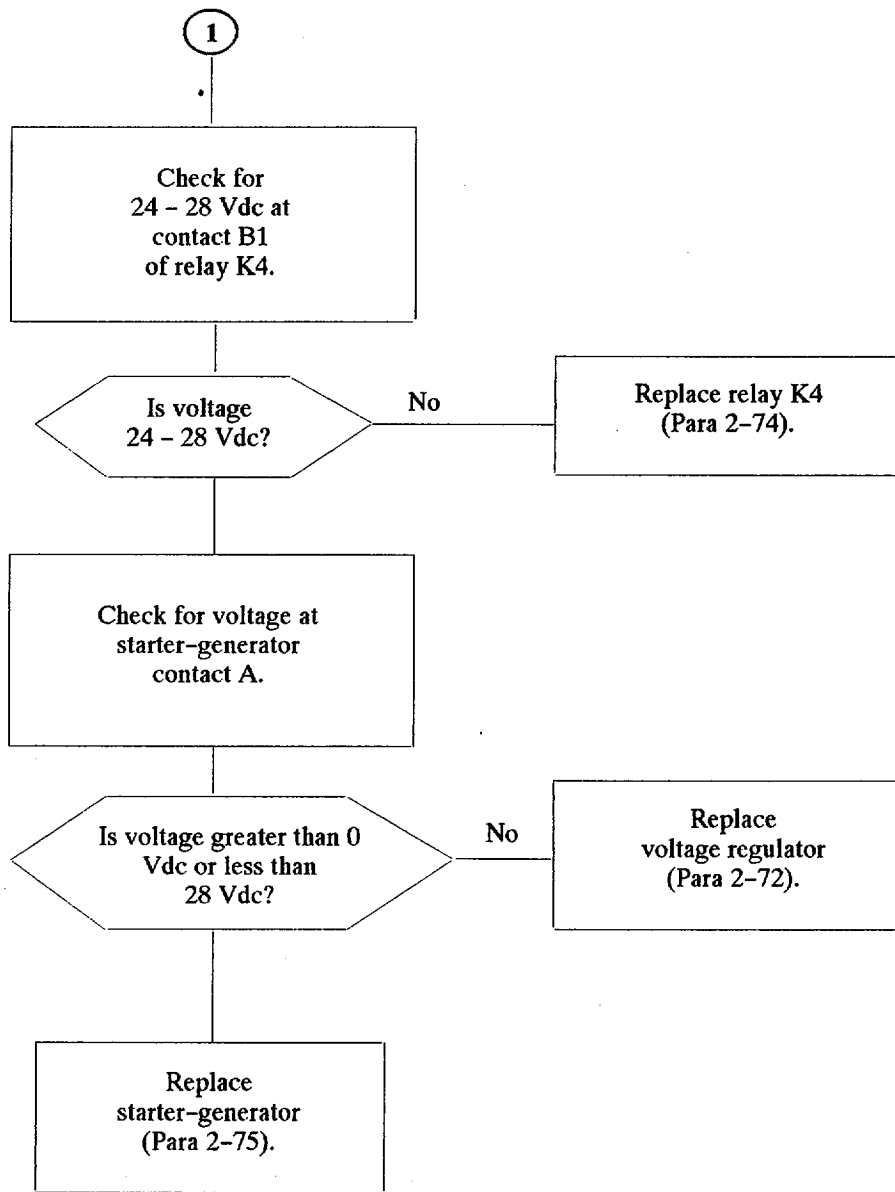 1
Check for
24 – 28 Vdc at
contact B1
of relay K4.
Is voltage
24 – 28 Vdc?
No
Replace relay K4
(Para 2–74).
Check for voltage at
starter–generator
contact A.
Is voltage greater than 0
Vdc or less than
28 Vdc?
No
Replace
voltage regulator
(Para 2–72).
Replace
starter–generator
(Para 2–75).